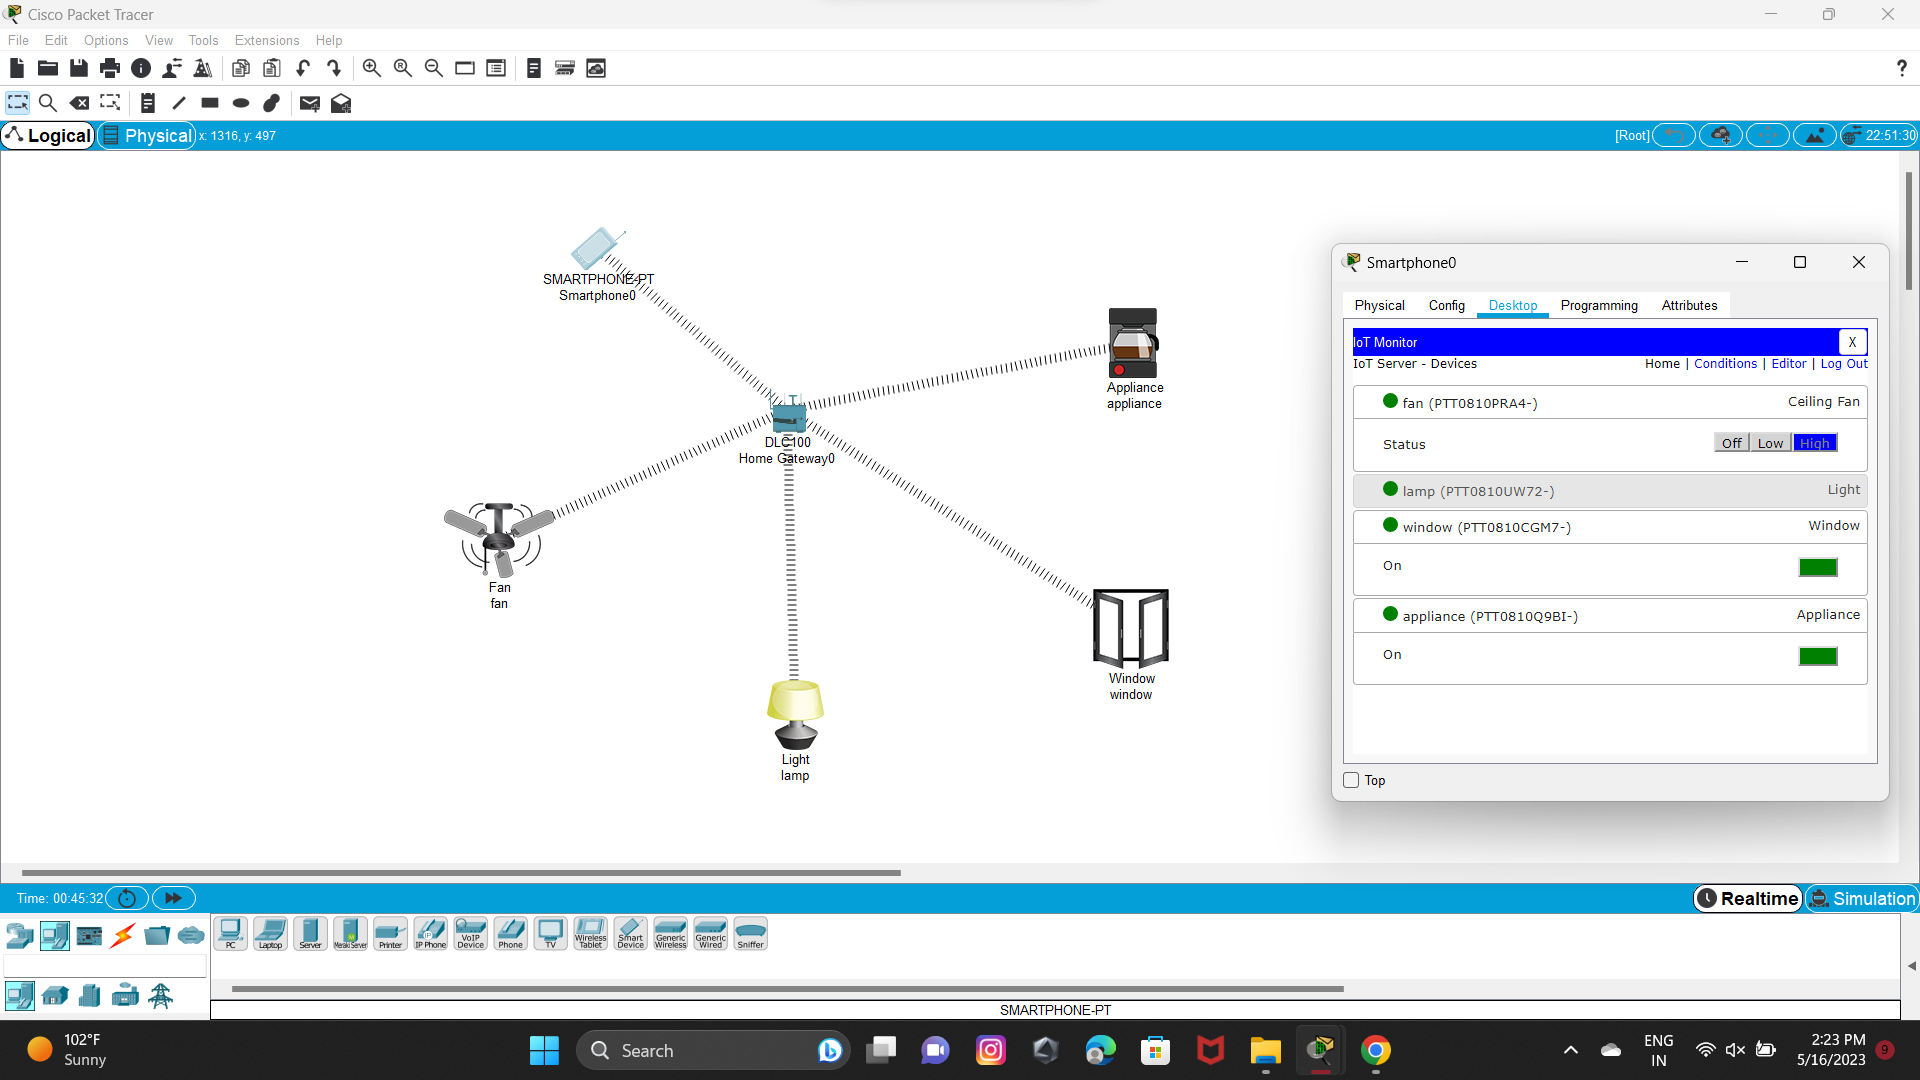 Cisco Packet Tracer
File Edit Options View Tools Extensions Help
?
Logical Physical x: 1316, y: 497 [Root] 22:51:30
SMARTPHONE-PT
Smartphone0
Appliance
appliance
DLC100
Home Gateway0
Fan
fan
Window
window
Light
lamp
Smartphone0
Physical Config Desktop Programming Attributes
IoT Monitor X
IoT Server - Devices Home | Conditions | Editor | Log Out
fan (PTT0810PRA4-) Ceiling Fan
Status Off Low High
lamp (PTT0810UW72-) Light
window (PTT0810CGM7-) Window
On
appliance (PTT0810Q9BI-) Appliance
On
Top
Time: 00:45:32 Realtime Simulation
PC Laptop Server Meraki Server Printer IP Phone VoIP Device Phone TV Wireless Tablet Smart Device Generic Wireless Generic Wired Sniffer
SMARTPHONE-PT
102°F
Sunny
Search
ENG
IN
2:23 PM
5/16/2023
9